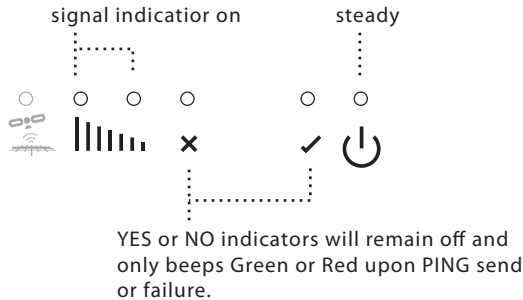 signal indicatior on
steady
YES or NO indicators will remain off and
only beeps Green or Red upon PING send
or failure.